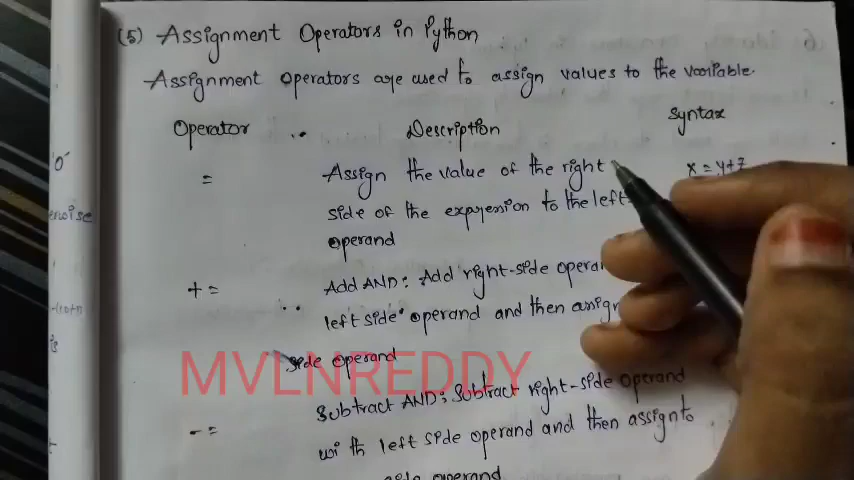 (5) Assignment Operators in Python
Assignment operators are used to assign values to the variable.
Operator Description Syntax
= Assign the value of the right x = y+z
side of the expression to the left
operand
+= Add AND: Add right-side
left side operand and then assign
side operand
MVLNREDDY
-= Subtract AND: Subtract right-side operand
with left side operand and then assign to
side operand